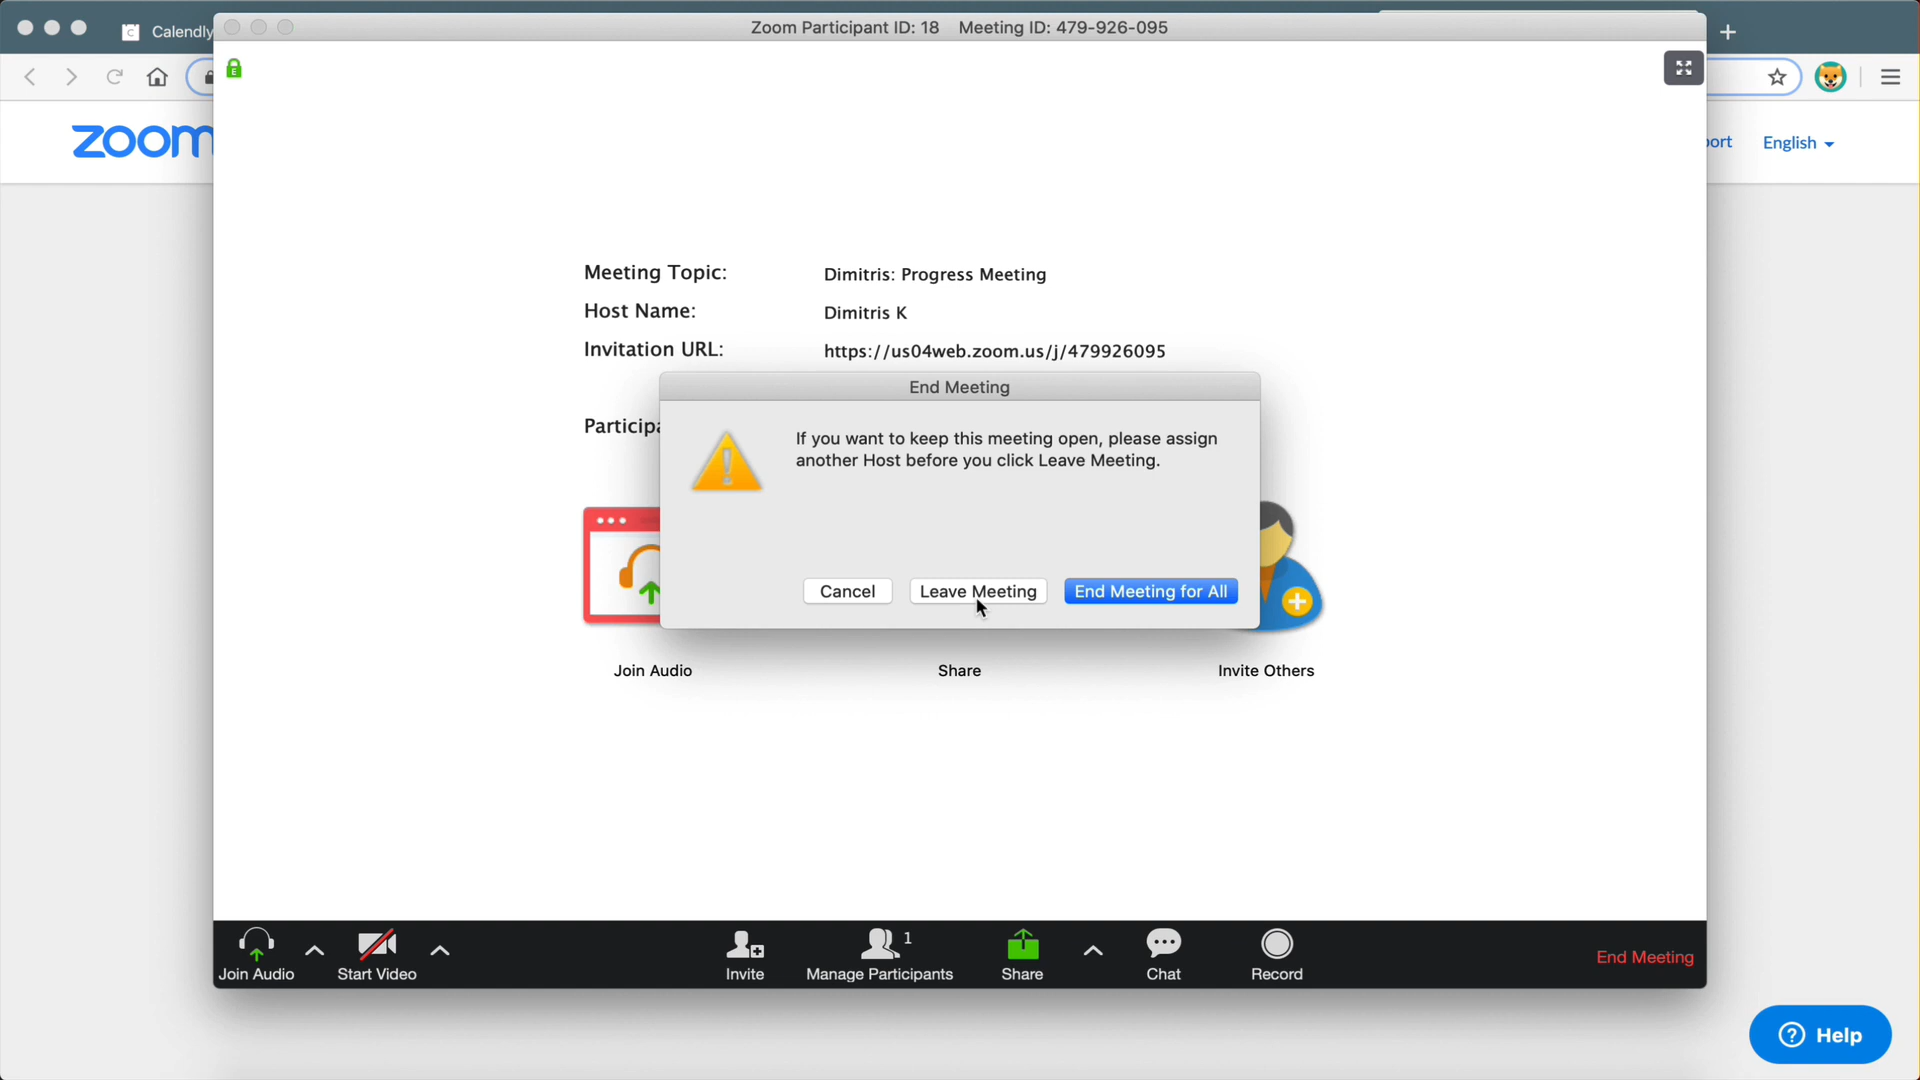 Calendly
Zoom Participant ID: 18 Meeting ID: 479-926-095
zoom
port
English
Meeting Topic: Dimitris: Progress Meeting
Host Name: Dimitris K
Invitation URL: https://us04web.zoom.us/j/479926095
Participa
End Meeting
If you want to keep this meeting open, please assign
another Host before you click Leave Meeting.
Cancel Leave Meeting End Meeting for All
Join Audio Share Invite Others
1
Join Audio Start Video Invite Manage Participants Share Chat Record End Meeting
Help